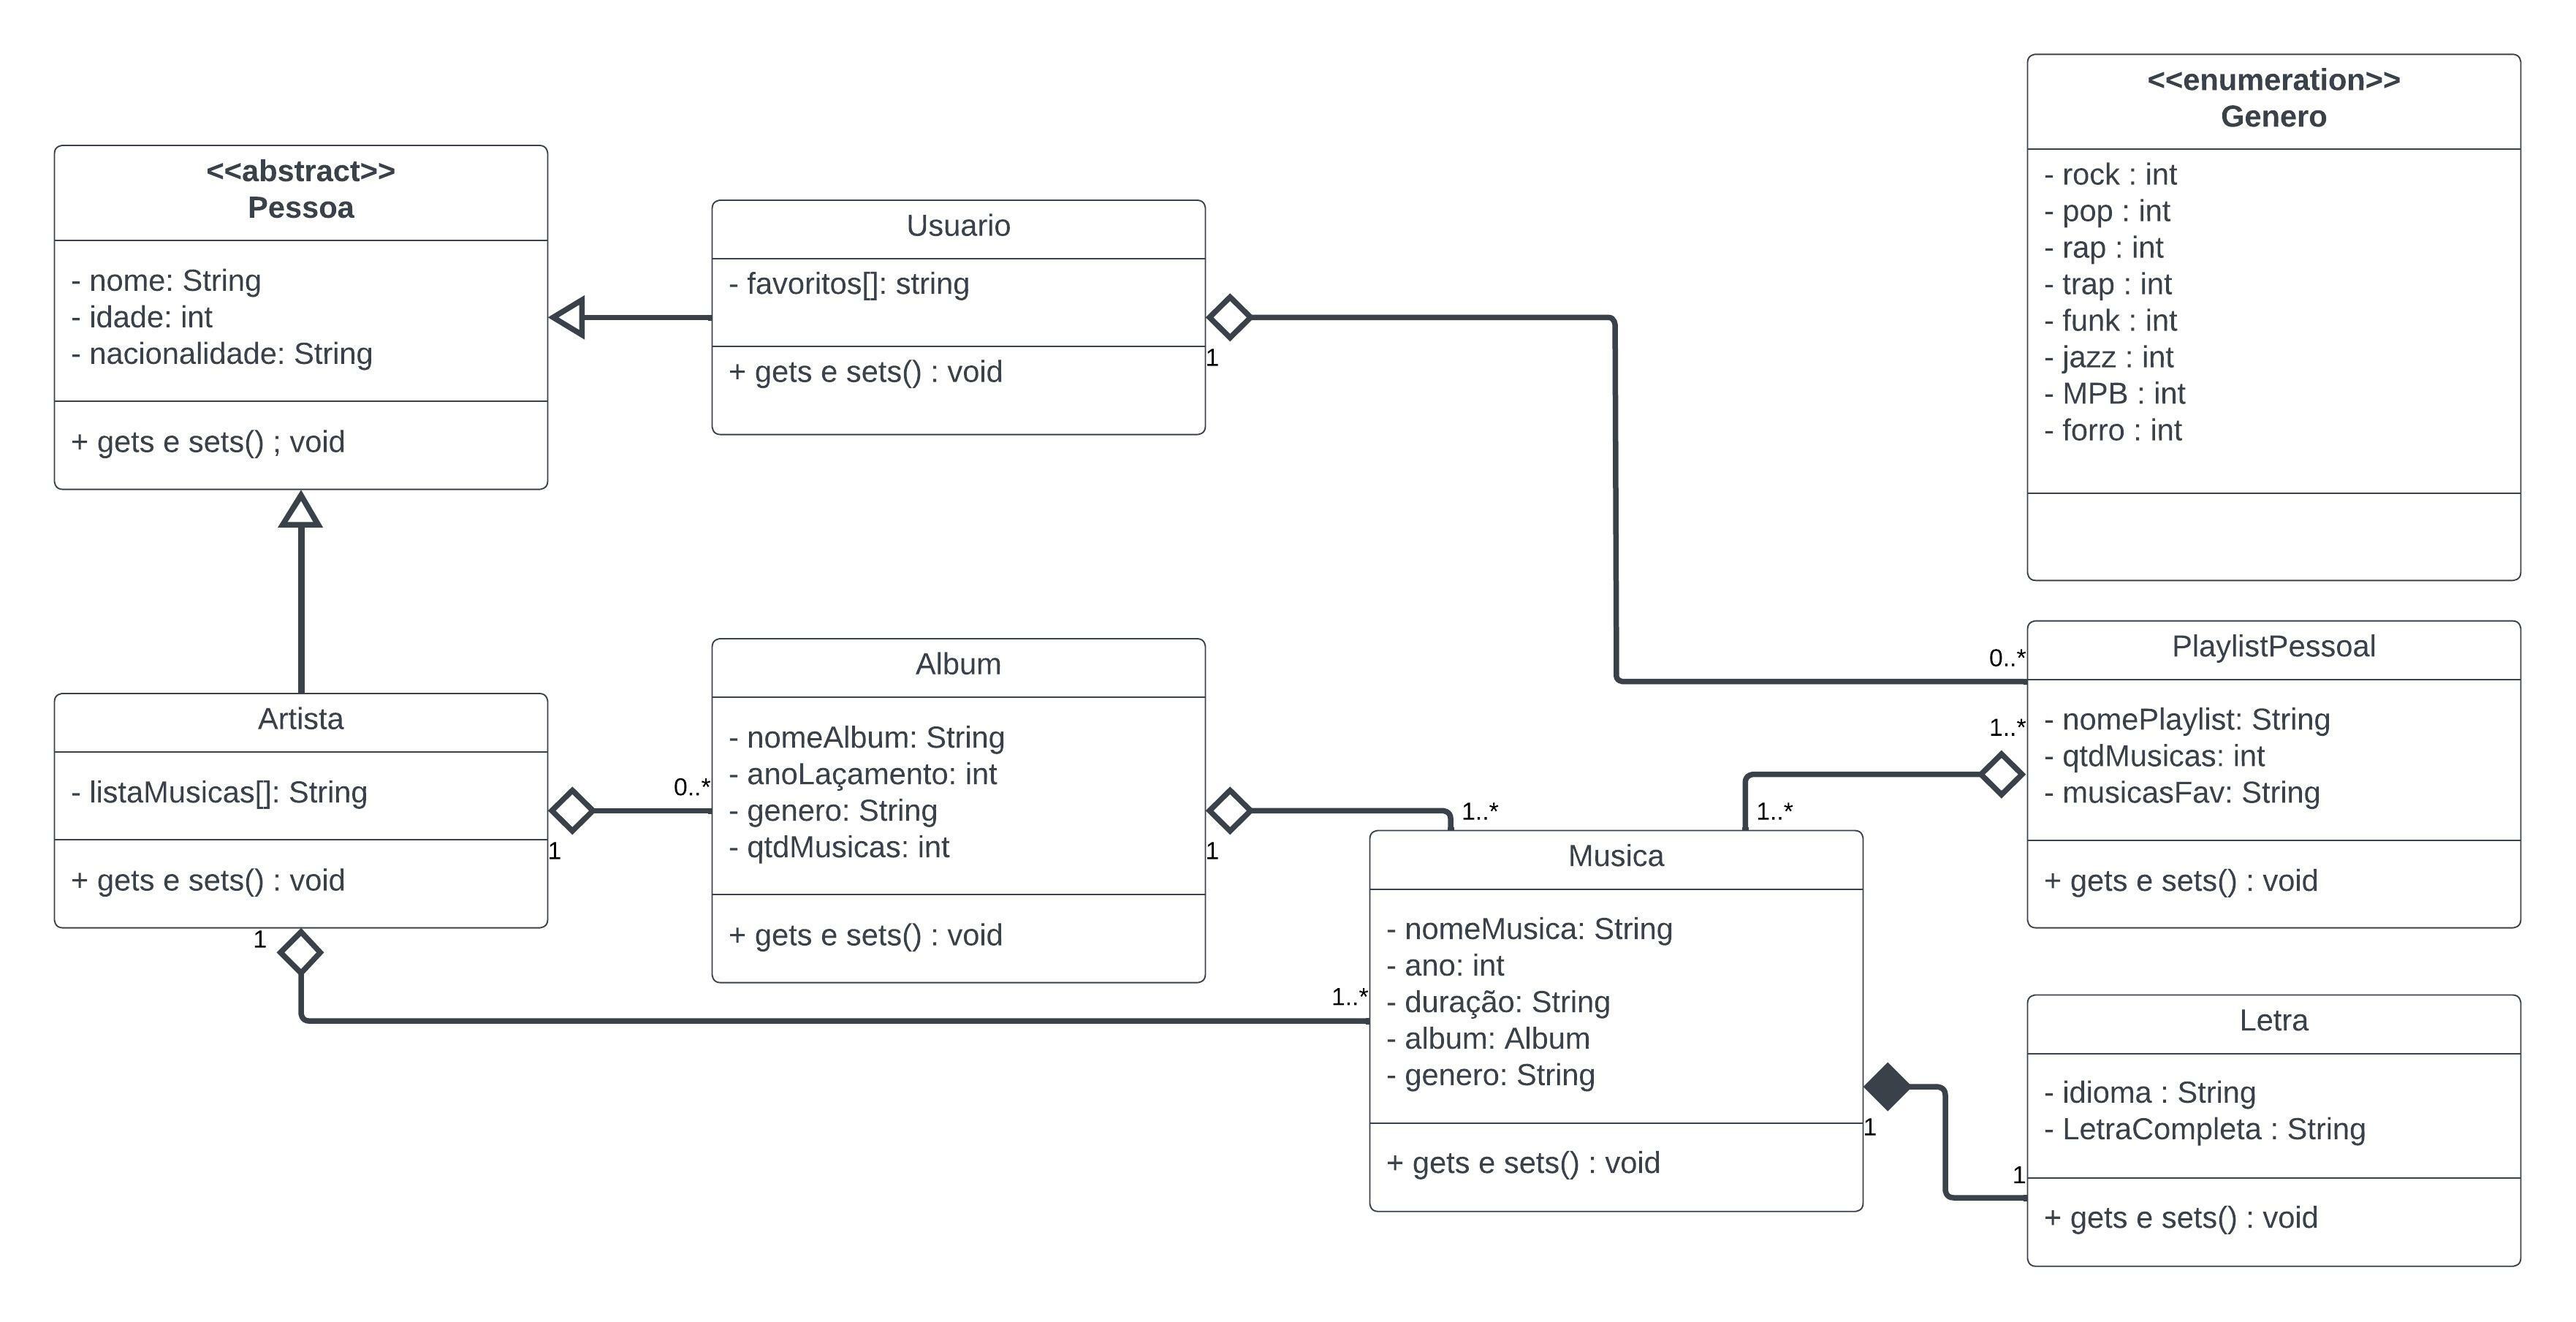 <<abstract>>
Pessoa
- nome: String
- idade: int
- nacionalidade: String
+ gets e sets() ; void
Usuario
- favoritos[]: string
+ gets e sets() : void
1
<<enumeration>>
Genero
- rock : int
- pop : int
- rap : int
- trap : int
- funk : int
- jazz : int
- MPB : int
- forro : int
Artista
- listaMusicas[]: String
+ gets e sets() : void
1
1
0..*
Album
- nomeAlbum: String
- anoLaçamento: int
- genero: String
- qtdMusicas: int
+ gets e sets() : void
1
1..*
1..*
1..*
Musica
- nomeMusica: String
- ano: int
- duração: String
- album: Album
- genero: String
+ gets e sets() : void
1
0..*
1..*
PlaylistPessoal
- nomePlaylist: String
- qtdMusicas: int
- musicasFav: String
+ gets e sets() : void
Letra
- idioma : String
- LetraCompleta : String
1
+ gets e sets() : void